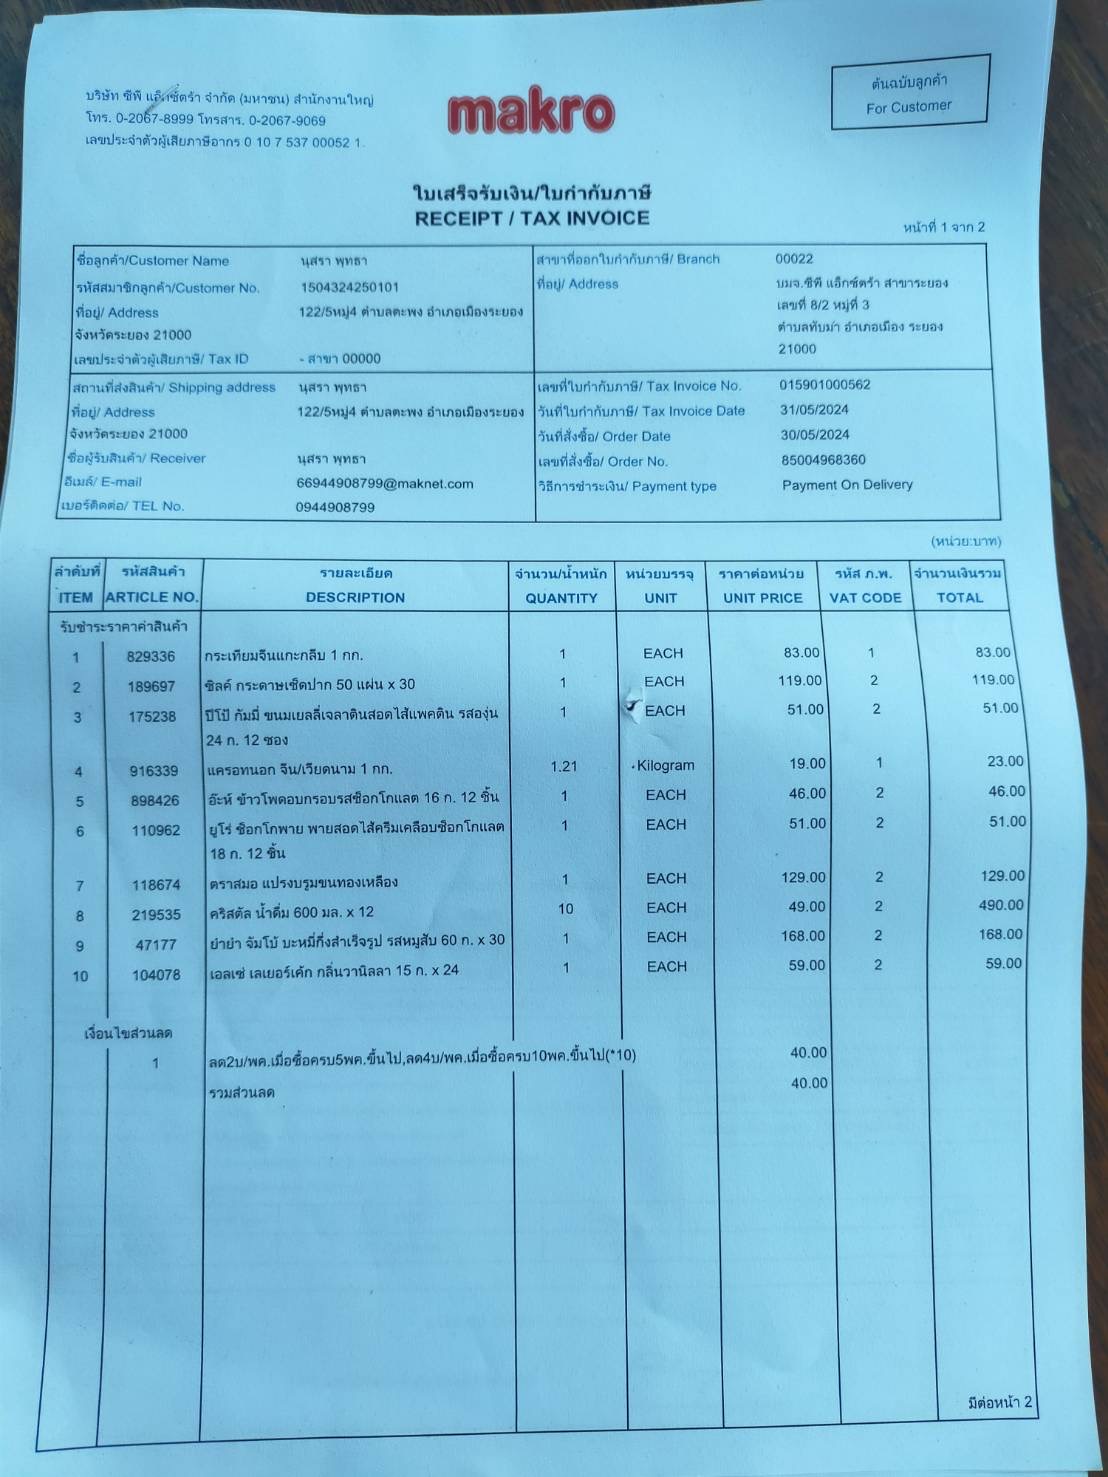 บริษัท ซีพี แอ็กซ์ตร้า จำกัด (มหาชน) สำนักงานใหญ่
โทร. 0-2067-8999 โทรสาร. 0-2067-9069
เลขประจำตัวผู้เสียภาษีอากร 0 10 7 537 00052 1.
makro
ต้นฉบับลูกค้า
For Customer
ใบเสร็จรับเงิน/ใบกำกับภาษี
RECEIPT / TAX INVOICE
หน้าที่ 1 จาก 2
ชื่อลูกค้า/Customer Name นุสรา พุทธา
รหัสสมาชิกลูกค้า/Customer No. 1504324250101
ที่อยู่/ Address 122/5หมู่4 ตำบลตะพง อำเภอเมืองระยอง
จังหวัดระยอง 21000
เลขประจำตัวผู้เสียภาษี/ Tax ID - สาขา 00000
สาขาที่ออกใบกำกับภาษี/ Branch 00022
ที่อยู่/ Address บมจ.ซีพี แอ็กซ์ตร้า สาขาระยอง
เลขที่ 8/2 หมู่ที่ 3
ตำบลทับมา อำเภอเมือง ระยอง
21000
สถานที่ส่งสินค้า/ Shipping address นุสรา พุทธา
ที่อยู่/ Address 122/5หมู่4 ตำบลตะพง อำเภอเมืองระยอง
จังหวัดระยอง 21000
ชื่อผู้รับสินค้า/ Receiver นุสรา พุทธา
อีเมล์/ E-mail 66944908799@maknet.com
เบอร์ติดต่อ/ TEL No. 0944908799
เลขที่ใบกำกับภาษี/ Tax Invoice No. 015901000562
วันที่ใบกำกับภาษี/ Tax Invoice Date 31/05/2024
วันที่สั่งซื้อ/ Order Date 30/05/2024
เลขที่สั่งซื้อ/ Order No. 85004968360
วิธีการชำระเงิน/ Payment type Payment On Delivery
(หน่วย:บาท)
ลำดับที่ รหัสสินค้า รายละเอียด จำนวน/น้ำหนัก หน่วยบรรจุ ราคาต่อหน่วย รหัส ภ.พ. จำนวนเงินรวม
ITEM ARTICLE NO. DESCRIPTION QUANTITY UNIT UNIT PRICE VAT CODE TOTAL
รับชำระราคาค่าสินค้า
1 829336 กระเทียมจีนแกะกลีบ 1 กก. 1 EACH 83.00 1 83.00
2 189697 ซิลค์ กระดาษเช็ดปาก 50 แผ่น x 30 1 EACH 119.00 2 119.00
3 175238 ปีโป้ กัมมี่ ขนมเยลลี่เจลาตินสอดไส้แพคดิน รสองุ่น 1 EACH 51.00 2 51.00
24 ก. 12 ซอง
4 916339 แครอทนอก จีน/เวียดนาม 1 กก. 1.21 Kilogram 19.00 1 23.00
5 898426 อ๊ะห์ ข้าวโพดอบกรอบรสช็อกโกแลต 16 ก. 12 ชิ้น 1 EACH 46.00 2 46.00
6 110962 ยูโร่ ช็อกโกพาย พายสอดไส้ครีมเคลือบช็อกโกแลต 1 EACH 51.00 2 51.00
18 ก. 12 ชิ้น
7 118674 ตราสมอ แปรงบรูมขนทองเหลือง 1 EACH 129.00 2 129.00
8 219535 คริสตัล น้ำดื่ม 600 มล. x 12 10 EACH 49.00 2 490.00
9 47177 ยำยำ จัมโบ้ บะหมี่กึ่งสำเร็จรูป รสหมูสับ 60 ก. x 30 1 EACH 168.00 2 168.00
10 104078 เอลเซ่ เลเยอร์เค้ก กลิ่นวานิลลา 15 ก. x 24 1 EACH 59.00 2 59.00
เงื่อนไขส่วนลด
1 ลด2บ/พค.เมื่อซื้อครบ5พค.ขึ้นไป,ลด4บ/พค.เมื่อซื้อครบ10พค.ขึ้นไป(*10) 40.00
รวมส่วนลด 40.00
มีต่อหน้า 2